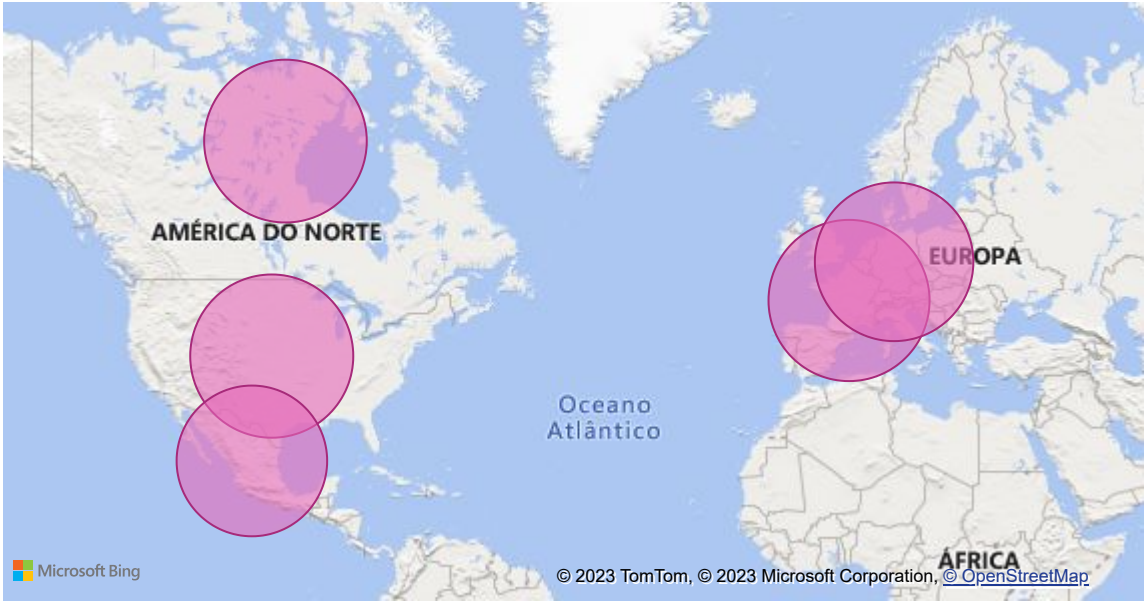 AMÉRICA DO NORTE
EUROPA
Oceano
Atlântico
ÁFRICA
Microsoft Bing
© 2023 TomTom, © 2023 Microsoft Corporation, © OpenStreetMap